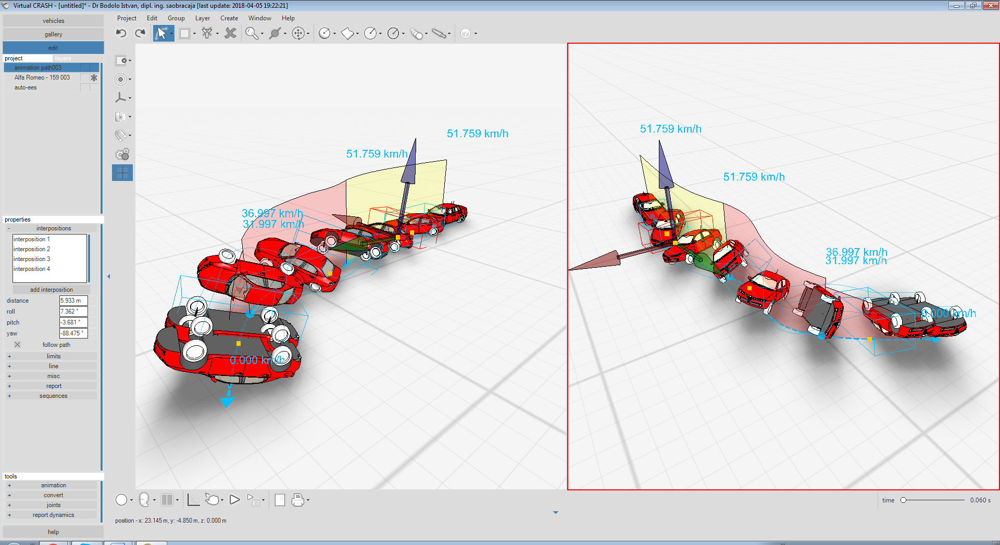 Virtual CRASH - [untitled]* - Dr Bodolo Istvan, dipl. ing. saobracaja [last update: 2018-04-05 19:22:21]
vehicles
gallery
edit
project layers
animation path003
Alfa Romeo - 159 003
auto-ees
properties
- interpositions
interposition 1
interposition 2
interposition 3
interposition 4
add interposition
distance 5.933 m
roll 7.362 °
pitch -3.681 °
yaw -88.475 °
follow path
+ limits
+ line
+ misc
+ report
+ sequences
tools
+ animation
+ convert
+ joints
+ report dynamics
help
Project Edit Group Layer Create Window Help
51.759 km/h
51.759 km/h
36.997 km/h
31.997 km/h
0.000 km/h
51.759 km/h
51.759 km/h
36.997 km/h
31.997 km/h
0.000 km/h
time 0.060 s
position - x: 23.145 m, y: -4.850 m, z: 0.000 m